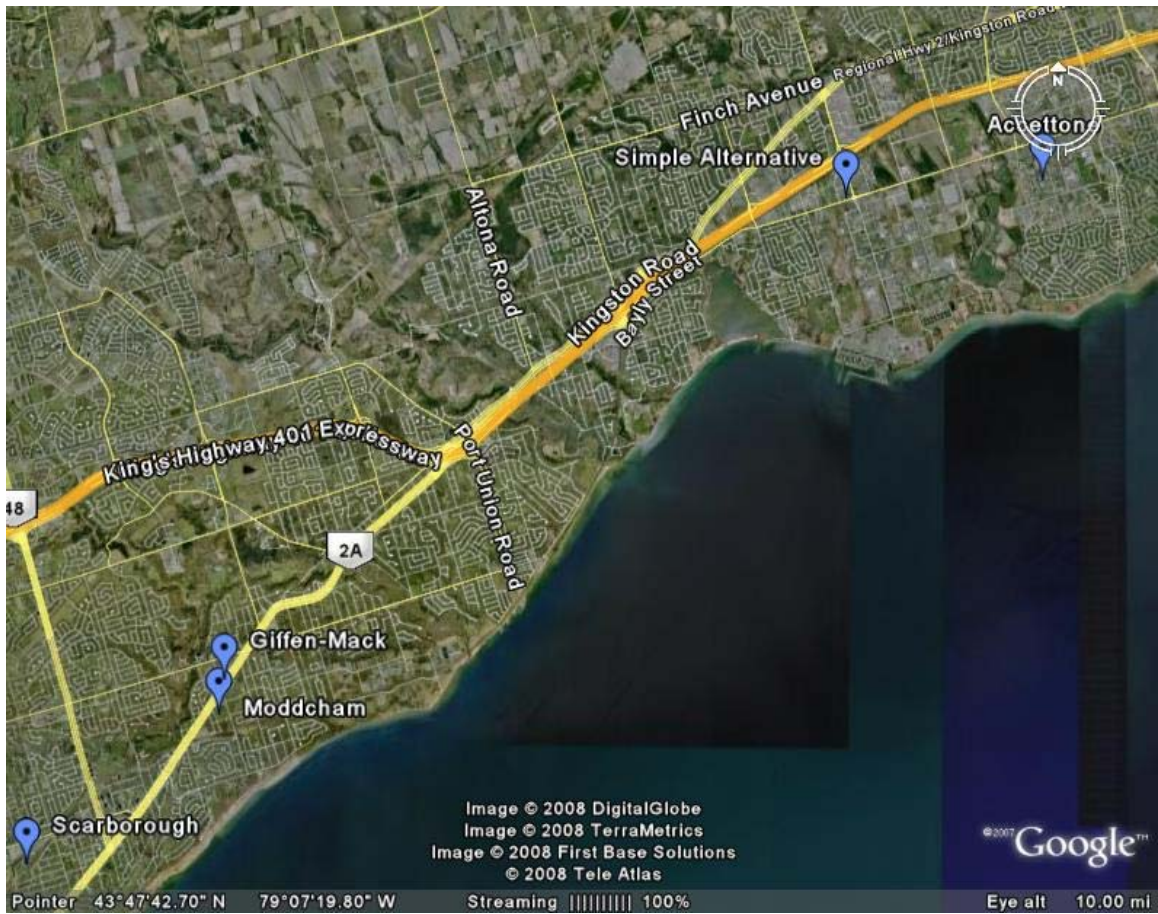 Regional Hwy 2/Kingston Road
Finch Avenue
N
Accettone
Simple Alternative
Altona Road
Kingston Road
Bayly Street
King's Highway 401 Expressway
Port Union Road
48
2A
Giffen-Mack
Moddcham
Scarborough
Image © 2008 DigitalGlobe
Image © 2008 TerraMetrics
Image © 2008 First Base Solutions
© 2008 Tele Atlas
©2007 Google™
Pointer 43°47'42.70" N 79°07'19.80" W Streaming ||||||||| 100% Eye alt 10.00 mi